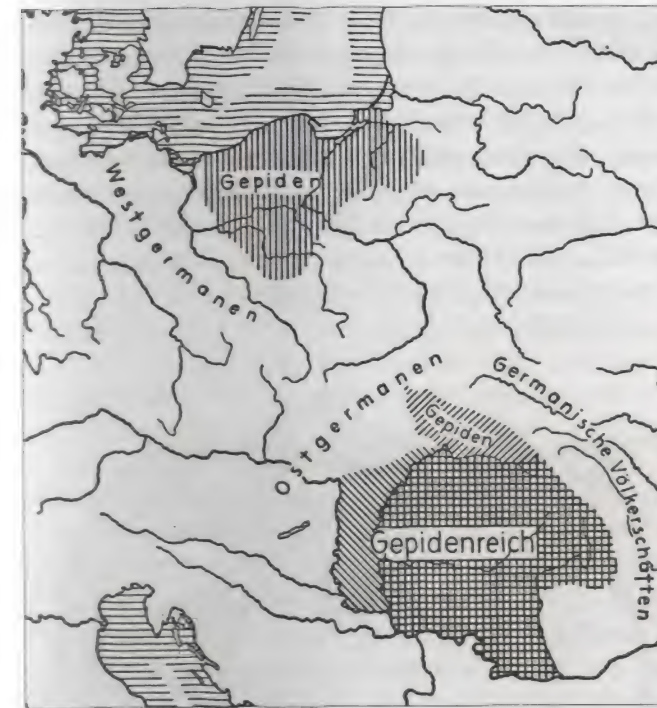 Gepiden
Westgermanen
Ostgermanen
Germanische Völkerschaften
Gepiden
Gepidenreich